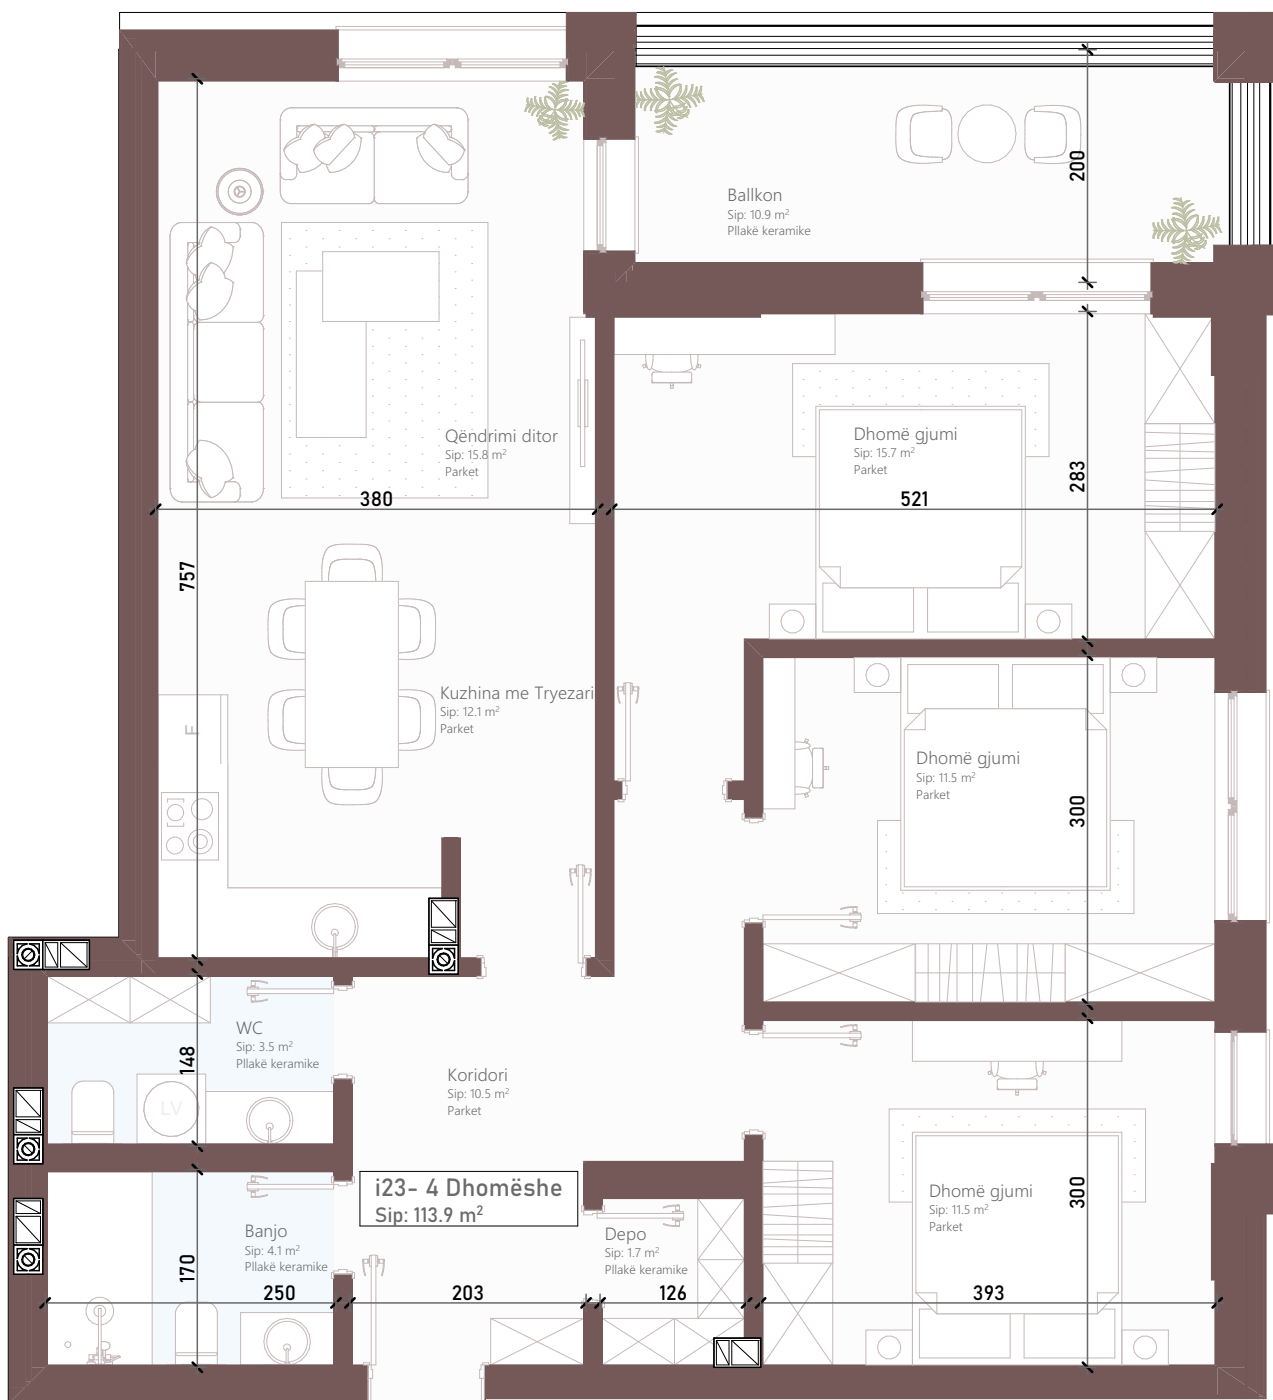 Ballkon
Sip: 10.9 m²
Pllakë keramike
200
Qëndrimi ditor
Sip: 15.8 m²
Parket
Dhomë gjumi
Sip: 15.7 m²
Parket
283
380
521
757
Kuzhina me Tryezari
Sip: 12.1 m²
Parket
F
Dhomë gjumi
Sip: 11.5 m²
Parket
300
WC
Sip: 3.5 m²
Pllakë keramike
148
LV
Koridori
Sip: 10.5 m²
Parket
i23- 4 Dhomëshe
Sip: 113.9 m²
Dhomë gjumi
Sip: 11.5 m²
Parket
300
Banjo
Sip: 4.1 m²
Pllakë keramike
170
Depo
Sip: 1.7 m²
Pllakë keramike
250
203
126
393